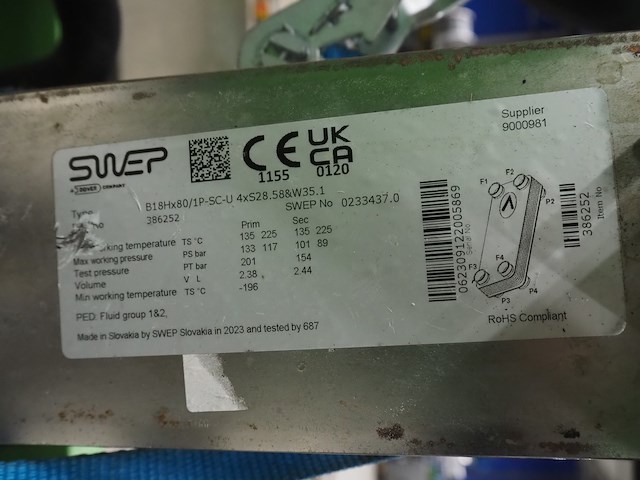 SWEP
A DOVER COMPANY
CE
1155
UK
CA
0120
Supplier
9000981
B18Hx80/1P-SC-U 4xS28.58&W35.1
386252
SWEP No 0233437.0
Prim Sec
working temperature TS °C 135 225 135 225
Max working pressure PS bar 133 117 101 89
Test pressure PT bar 201 154
Volume V L 2.38 2.44
Min working temperature TS °C -196
PED: Fluid group 1&2,
Made in Slovakia by SWEP Slovakia in 2023 and tested by 687
062309122005869
Serial No
F1
F2
P2
F3
F4
P3
P4
386252
Item No
RoHS Compliant